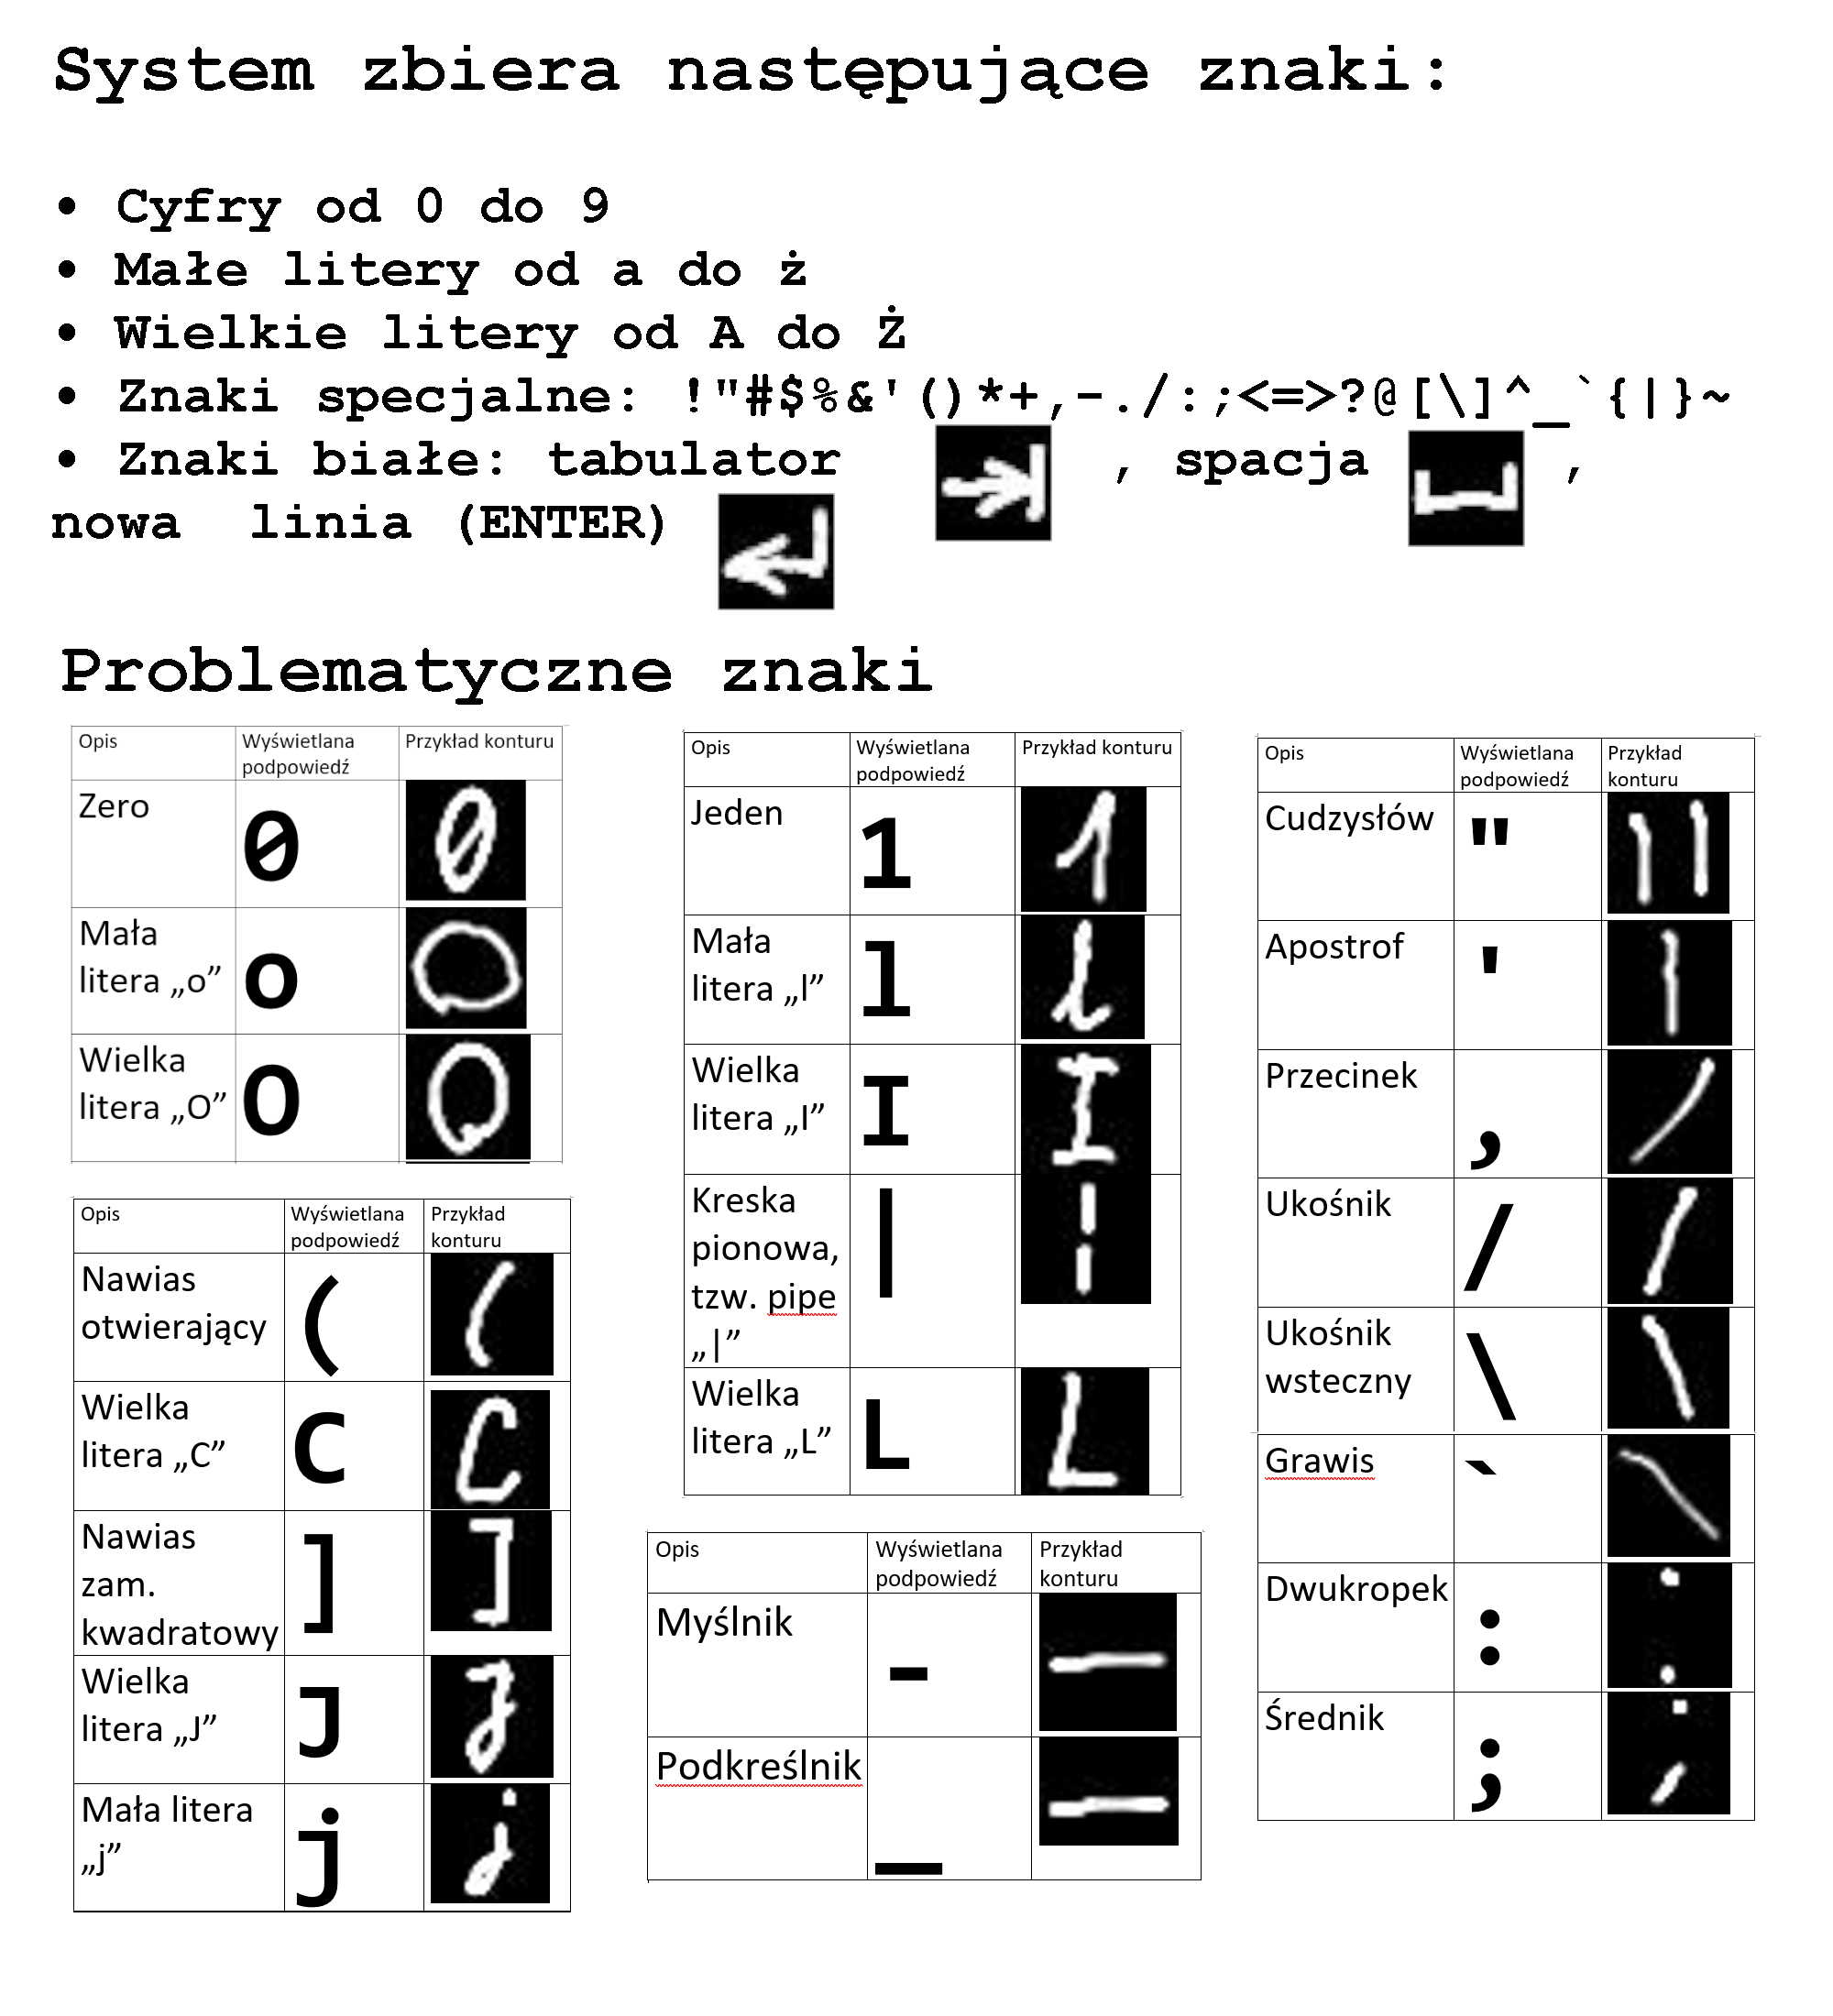 System zbiera następujące znaki:
• Cyfry od 0 do 9
• Małe litery od a do ż
• Wielkie litery od A do Ż
• Znaki specjalne: !"#$%&'()*+,-./:;<=>?@[\]^_`{|}~
• Znaki białe: tabulator , spacja ,
nowa linia (ENTER)
Problematyczne znaki
Opis Wyświetlana podpowiedź Przykład konturu
Zero 0 0
Mała litera „o” o o
Wielka litera „O” O O
Opis Wyświetlana podpowiedź Przykład konturu
Nawias otwierający ( (
Wielka litera „C” C C
Nawias zam. kwadratowy ] ]
Wielka litera „J” J J
Mała litera „j” j j
Opis Wyświetlana podpowiedź Przykład konturu
Jeden 1 1
Mała litera „l” l l
Wielka litera „I” I I
Kreska pionowa, tzw. pipe „|” | |
Wielka litera „L” L L
Opis Wyświetlana podpowiedź Przykład konturu
Myślnik - -
Podkreślnik _ _
Opis Wyświetlana podpowiedź Przykład konturu
Cudzysłów " "
Apostrof ' '
Przecinek , ,
Ukośnik / /
Ukośnik wsteczny \ \
Grawis ` `
Dwukropek : :
Średnik ; ;